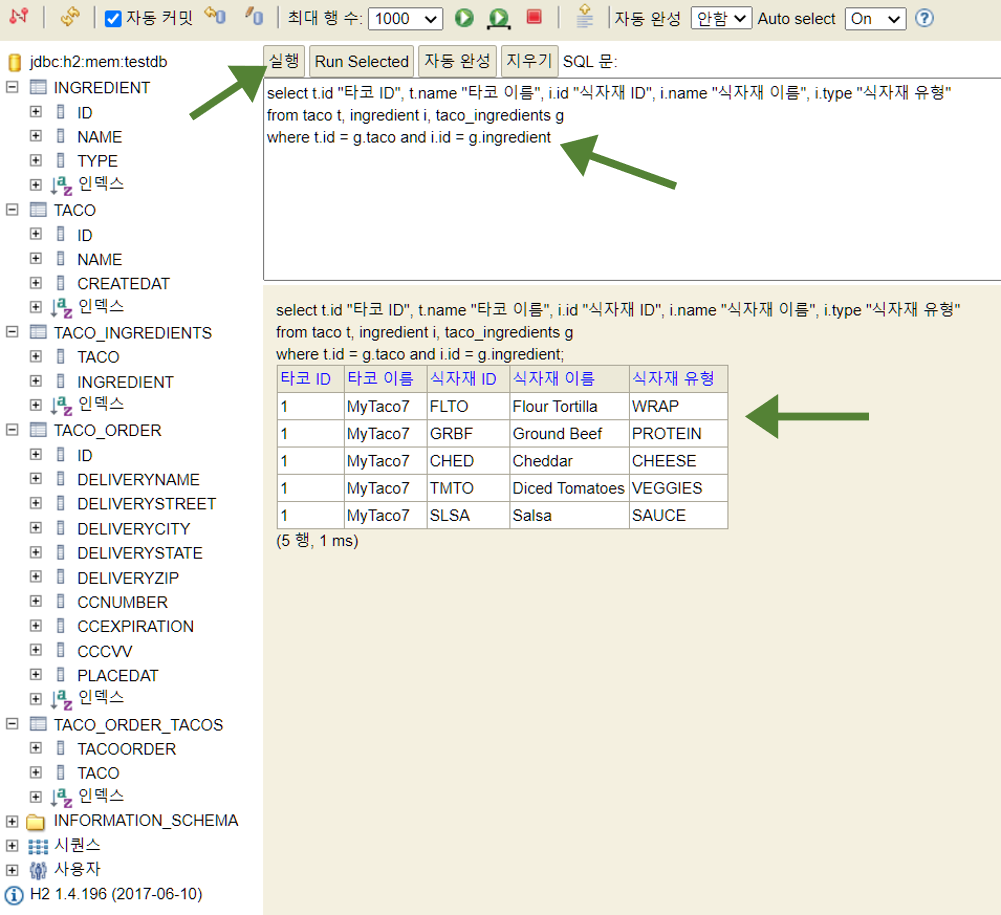 자동 커밋 최대 행 수: 1000 자동 완성 안함 Auto select On
jdbc:h2:mem:testdb
INGREDIENT
ID
NAME
TYPE
인덱스
TACO
ID
NAME
CREATEDAT
인덱스
TACO_INGREDIENTS
TACO
INGREDIENT
인덱스
TACO_ORDER
ID
DELIVERYNAME
DELIVERYSTREET
DELIVERYCITY
DELIVERYSTATE
DELIVERYZIP
CCNUMBER
CCEXPIRATION
CCCVV
PLACEDAT
인덱스
TACO_ORDER_TACOS
TACOORDER
TACO
인덱스
INFORMATION_SCHEMA
시퀀스
사용자
H2 1.4.196 (2017-06-10)
실행 Run Selected 자동 완성 지우기 SQL 문:
select t.id "타코 ID", t.name "타코 이름", i.id "식자재 ID", i.name "식자재 이름", i.type "식자재 유형"
from taco t, ingredient i, taco_ingredients g
where t.id = g.taco and i.id = g.ingredient
select t.id "타코 ID", t.name "타코 이름", i.id "식자재 ID", i.name "식자재 이름", i.type "식자재 유형"
from taco t, ingredient i, taco_ingredients g
where t.id = g.taco and i.id = g.ingredient;
타코 ID 타코 이름 식자재 ID 식자재 이름 식자재 유형
1 MyTaco7 FLTO Flour Tortilla WRAP
1 MyTaco7 GRBF Ground Beef PROTEIN
1 MyTaco7 CHED Cheddar CHEESE
1 MyTaco7 TMTO Diced Tomatoes VEGGIES
1 MyTaco7 SLSA Salsa SAUCE
(5 행, 1 ms)